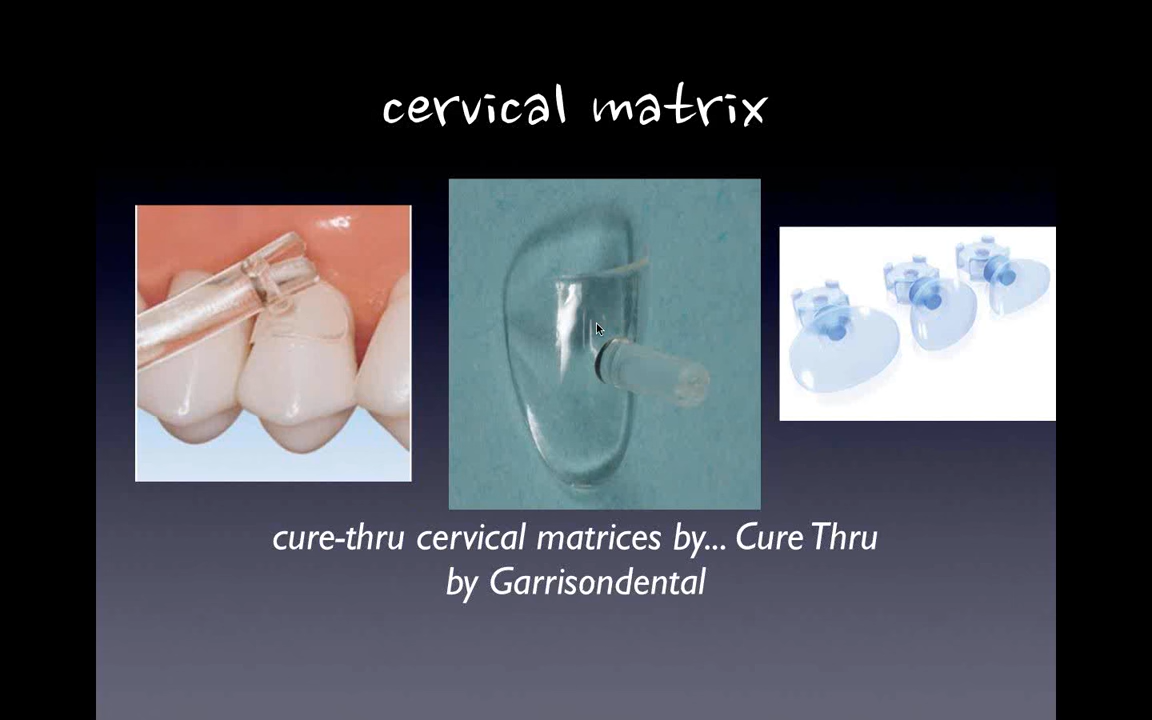 cervical matrix
cure-thru cervical matrices by... Cure Thru
by Garrisondental